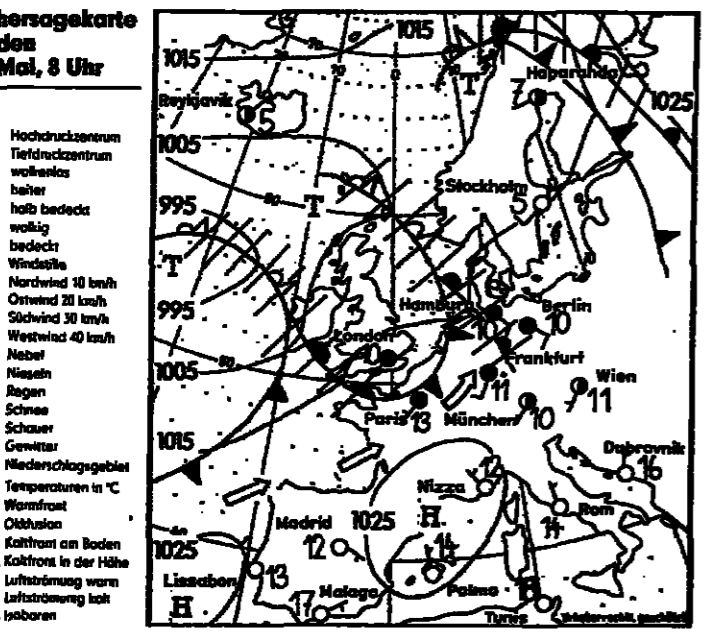 hersagekarte
den
Mai, 8 Uhr
Hochdruckzentrum
Tiefdruckzentrum
wolkenlos
heiter
halb bedeckt
wolkig
bedeckt
Windstille
Nordwind 10 km/h
Ostwind 20 km/h
Südwind 30 km/h
Westwind 40 km/h
Nebel
Nieseln
Regen
Schnee
Schauer
Gewitter
Niederschlagsgebiet
Temperaturen in °C
Warmfront
Okklusion
Kaltfront am Boden
Kaltfront in der Höhe
Luftströmung warm
Luftströmung kalt
Isobaren
1015
1015
T
Haparanda
7
1025
Reykjavik
5
1005
Stockholm
5
995
T
T
995
Hamburg
10
Berlin
10
London
10
1005
Frankfurt
11
Wien
11
Paris 13
München
10
1015
Dubrovnik
16
Nizza
12
Rom
14
Madrid
12
1025
H
14
1025
Lissabon
13
H
Malaga
17
Palma
Tunis